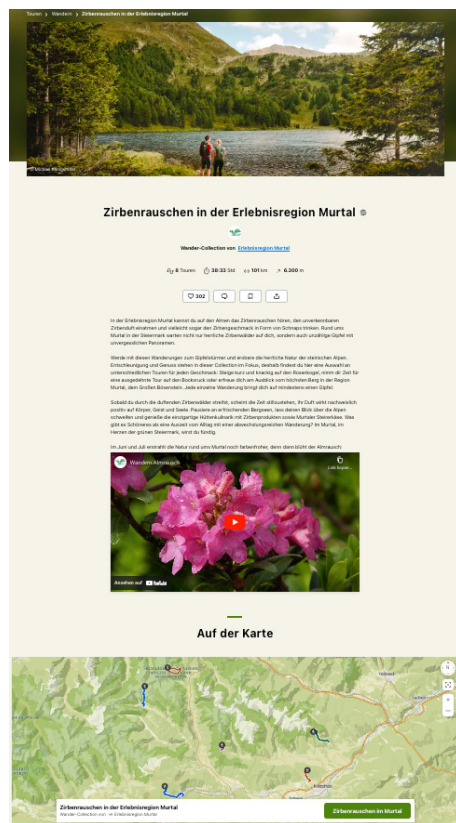 Touren > Wandern > Zirbenrauschen in der Erlebnisregion Murtal
Zirbenrauschen in der Erlebnisregion Murtal
Wander-Collection von Erlebnisregion Murtal
8 Touren 38:33 Std 101 km 6.300 m
302
In der Erlebnisregion Murtal kannst du auf den Almen das Zirbenrauschen hören, den unverkennbaren
Zirbenduft einatmen und vielleicht sogar den Zirbengeschmack in Form von Schnaps trinken. Rund ums
Murtal in der Steiermark warten nicht nur herrliche Zirbenwälder auf dich, sondern auch unzählige Gipfel mit
unvergesslichen Panoramen.
Werde mit diesen Wanderungen zum Gipfelstürmer und erobere die herrliche Natur der steirischen Alpen.
Entschleunigung und Genuss stehen in dieser Collection im Fokus, deshalb findest du hier eine Auswahl an
unterschiedlichen Touren für jeden Geschmack: Steige kurz und knackig auf den Rosenkogel, nimm dir Zeit für
eine ausgedehnte Tour auf den Bocksruck oder erfreue dich am Ausblick vom höchsten Berg in der Region
Murtal, dem Großen Bösenstein. Jede einzelne Wanderung bringt dich auf mindestens einen Gipfel.
Sobald du durch die duftenden Zirbenwälder streifst, scheint die Zeit stillzustehen, ihr Duft wirkt nachweislich
positiv auf Körper, Geist und Seele. Pausiere an erfrischenden Bergseen, lass deinen Blick über die Alpen
schweifen und genieße die einzigartige Hüttenkulinarik mit Zirbenprodukten sowie Murtaler Steirerkäse. Was
gibt es Schöneres als eine Auszeit vom Alltag mit einer abwechslungsreichen Wanderung? Im Murtal, im
Herzen der grünen Steiermark, wirst du fündig.
Im Juni und Juli erstrahlt die Natur rund ums Murtal noch farbenfroher, denn dann blüht der Almrausch:
Wandern Almrausch
Link kopier...
Ansehen auf YouTube
Auf der Karte
Zirbenrauschen in der Erlebnisregion Murtal
Wander-Collection von Erlebnisregion Murtal
Zirbenrauschen im Murtal